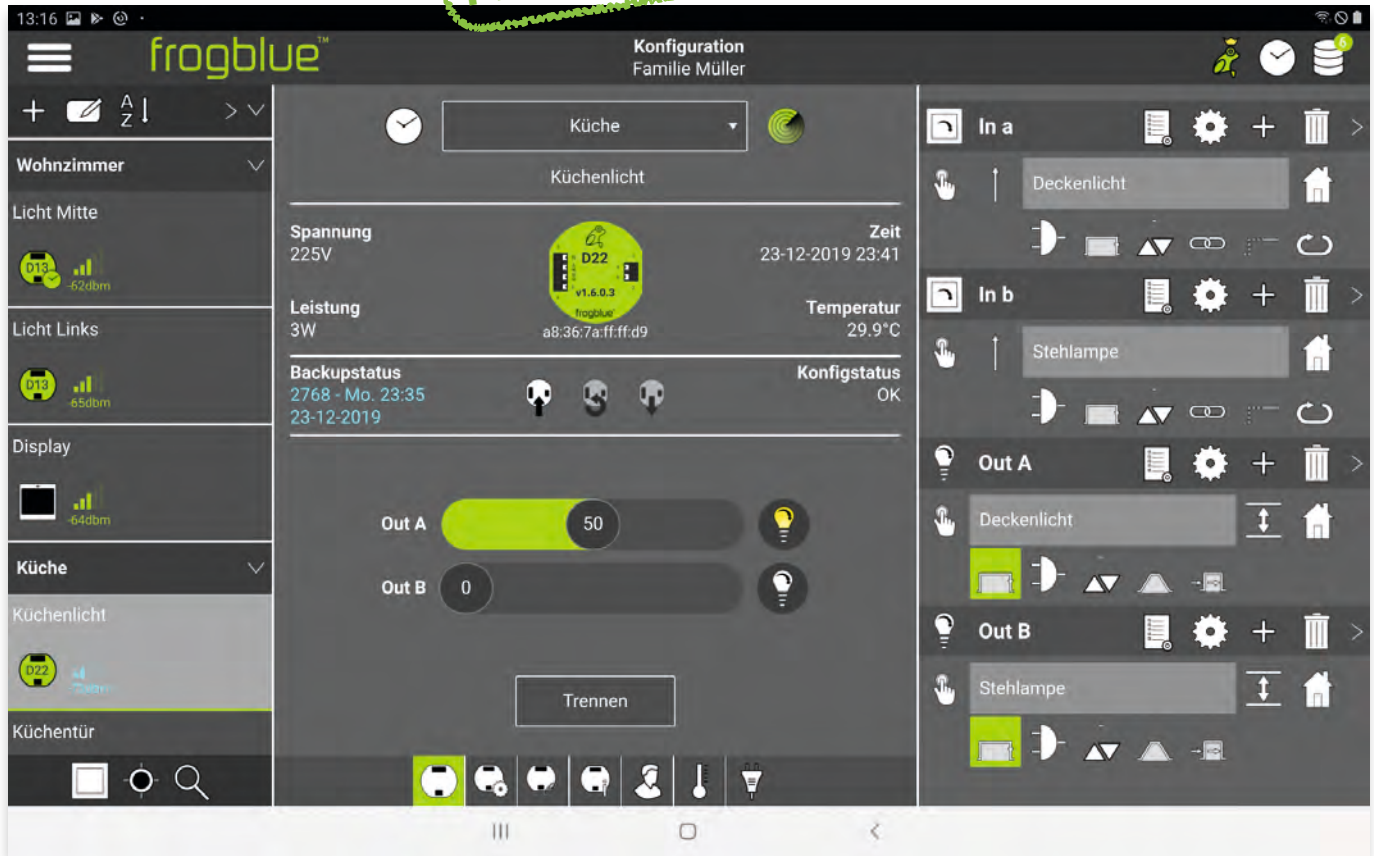 13:16
frogblue™
Konfiguration
Familie Müller
6
A
Z
Wohnzimmer
Licht Mitte
D13
-62dbm
Licht Links
D13
-65dbm
Display
-64dbm
Küche
Küchenlicht
D22
Küchentür
Küche
Küchenlicht
Spannung
225V
Zeit
23-12-2019 23:41
D22
v1.6.0.3
frogblue
Leistung
3W
a8:36:7a:ff:ff:d9
Temperatur
29.9°C
Backupstatus
2768 - Mo. 23:35
23-12-2019
Konfigstatus
OK
Out A
50
Out B
0
Trennen
In a
Deckenlicht
In b
Stehlampe
Out A
Deckenlicht
Out B
Stehlampe